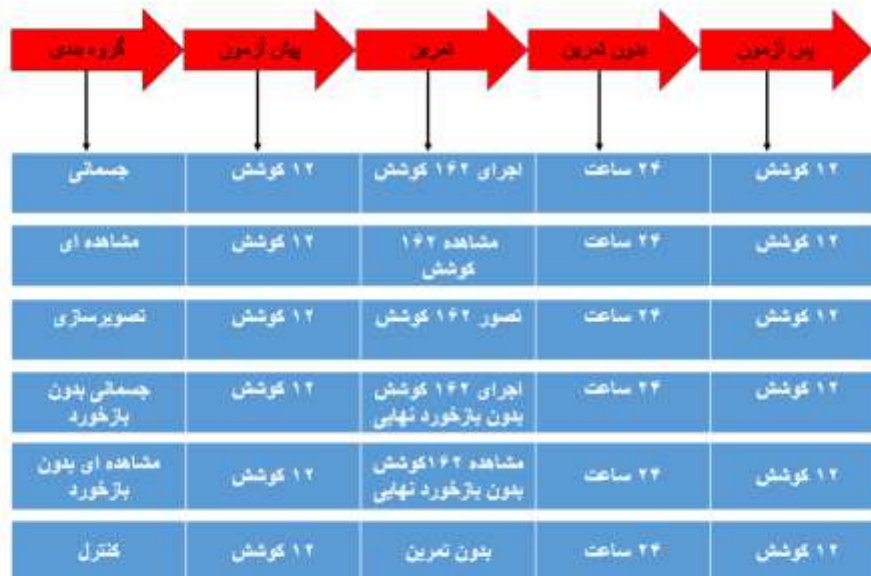 گروه بندی
پیش آزمون
تمرین
بدون تمرین
پس آزمون
جسمانی
۱۲ کوشش
اجرای ۱۶۲ کوشش
۲۴ ساعت
۱۲ کوشش
مشاهده ای
۱۲ کوشش
مشاهده ۱۶۲
کوشش
۲۴ ساعت
۱۲ کوشش
تصویرسازی
۱۲ کوشش
تصور ۱۶۲ کوشش
۲۴ ساعت
۱۲ کوشش
جسمانی بدون
بازخورد
۱۲ کوشش
اجرای ۱۶۲ کوشش
بدون بازخورد نهایی
۲۴ ساعت
۱۲ کوشش
مشاهده ای بدون
بازخورد
۱۲ کوشش
مشاهده ۱۶۲کوشش
بدون بازخورد نهایی
۲۴ ساعت
۱۲ کوشش
کنترل
۱۲ کوشش
بدون تمرین
۲۴ ساعت
۱۲ کوشش